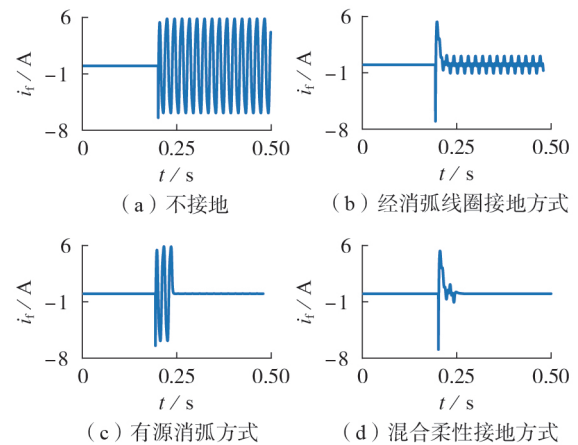 6
-1
-8
i_f / A
0
0.25
0.50
t / s
(a)不接地
6
-1
-8
i_f / A
0
0.25
0.50
t / s
(b)经消弧线圈接地方式
6
-1
-8
i_f / A
0
0.25
0.50
t / s
(c)有源消弧方式
6
-1
-8
i_f / A
0
0.25
0.50
t / s
(d)混合柔性接地方式